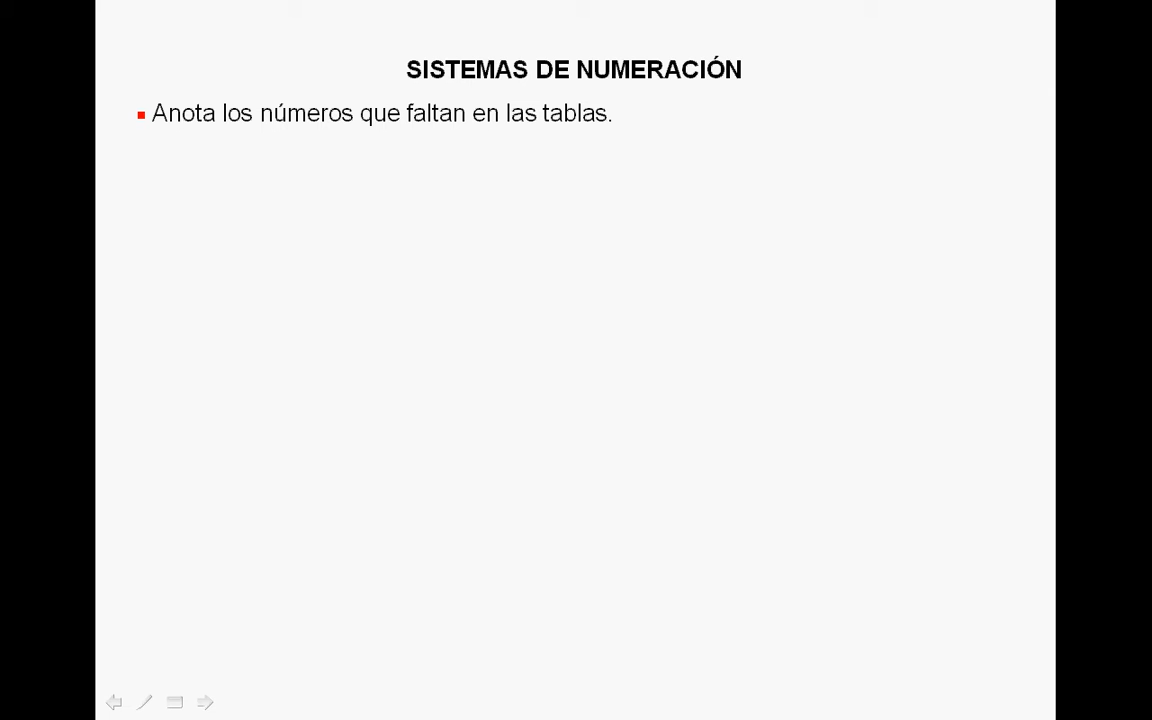 SISTEMAS DE NUMERACIÓN
Anota los números que faltan en las tablas.